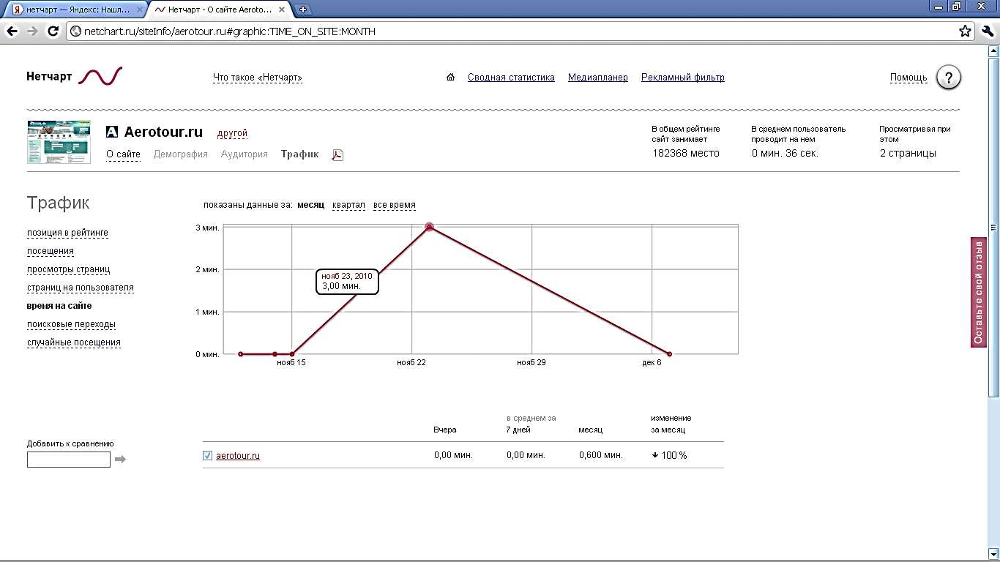 нетчарт — Яндекс: Нашл...
Нетчарт - О сайте Aeroto...
netchart.ru/siteInfo/aerotour.ru#graphic:TIME_ON_SITE:MONTH
Нетчарт
Что такое «Нетчарт»
Сводная статистика
Медиапланер
Рекламный фильтр
Помощь
?
A Aerotour.ru
другой
О сайте
Демография
Аудитория
Трафик
В общем рейтинге
сайт занимает
182368 место
В среднем пользователь
проводит на нем
0 мин. 36 сек.
Просматривая при
этом
2 страницы
Трафик
позиция в рейтинге
посещения
просмотры страниц
страниц на пользователя
время на сайте
поисковые переходы
случайные посещения
показаны данные за: месяц квартал все время
3 мин.
2 мин.
1 мин.
0 мин.
нояб 23, 2010
3,00 мин.
нояб 15
нояб 22
нояб 29
дек 6
Оставьте свой отзыв
Добавить к сравнению
в среднем за
изменение
Вчера
7 дней
месяц
за месяц
aerotour.ru
0,00 мин.
0,00 мин.
0,600 мин.
100 %